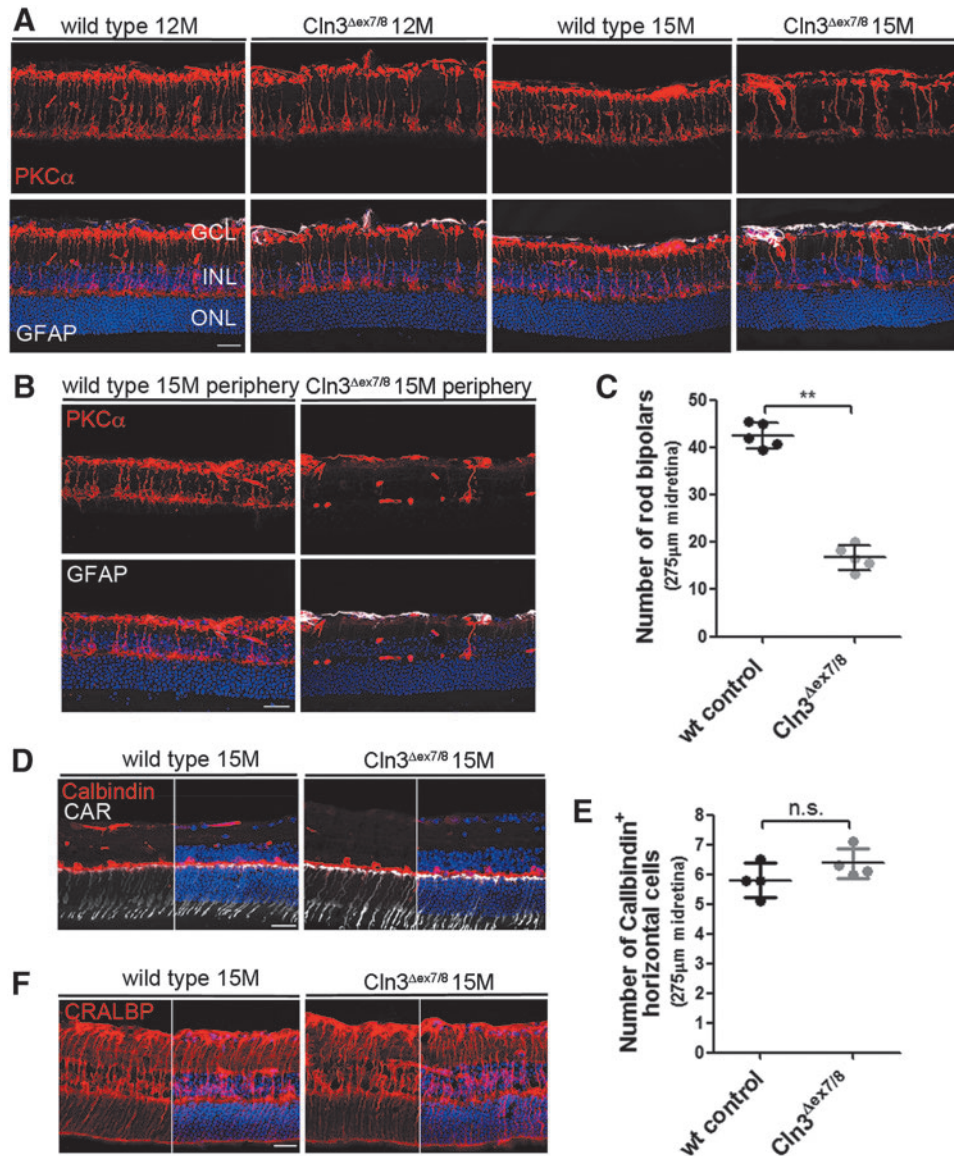 A
wild type 12M
Cln3Δex7/8 12M
wild type 15M
Cln3Δex7/8 15M
PKCα
GCL
INL
ONL
GFAP
B
wild type 15M periphery
Cln3Δex7/8 15M periphery
PKCα
GFAP
C
Number of rod bipolars
(275µm midretina)
50
40
30
20
10
0
**
wt control
Cln3Δex7/8
D
wild type 15M
Cln3Δex7/8 15M
Calbindin
CAR
E
Number of Callbindin+
horizontal cells
(275µm midretina)
8
7
6
5
4
3
2
1
0
n.s.
wt control
Cln3Δex7/8
F
wild type 15M
Cln3Δex7/8 15M
CRALBP